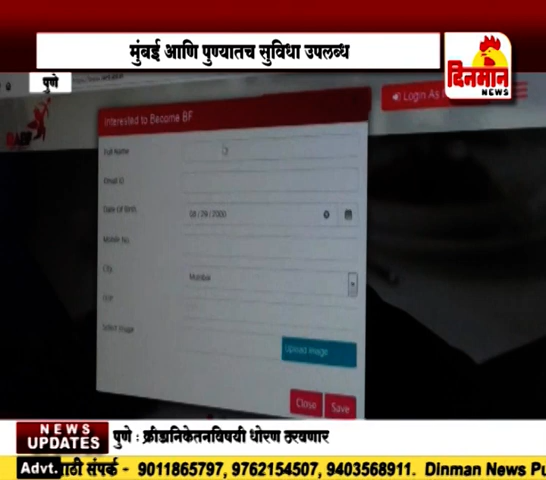 मुंबई आणि पुण्यातच सुविधा उपलब्ध
दिनमान
NEWS
पुणे
Login As
Interested to Become BF
Full Name
Email ID
Date Of Birth
03 / 29 / 2000
Mobile No
City
Mumbai
Select Image
Upload Image
Close
Save
NEWS
UPDATES
पुणे : क्रीडानिकेतनविषयी धोरण ठरवणार
Advt.
साठी संपर्क - 9011865797, 9762154507, 9403568911. Dinman News Pu